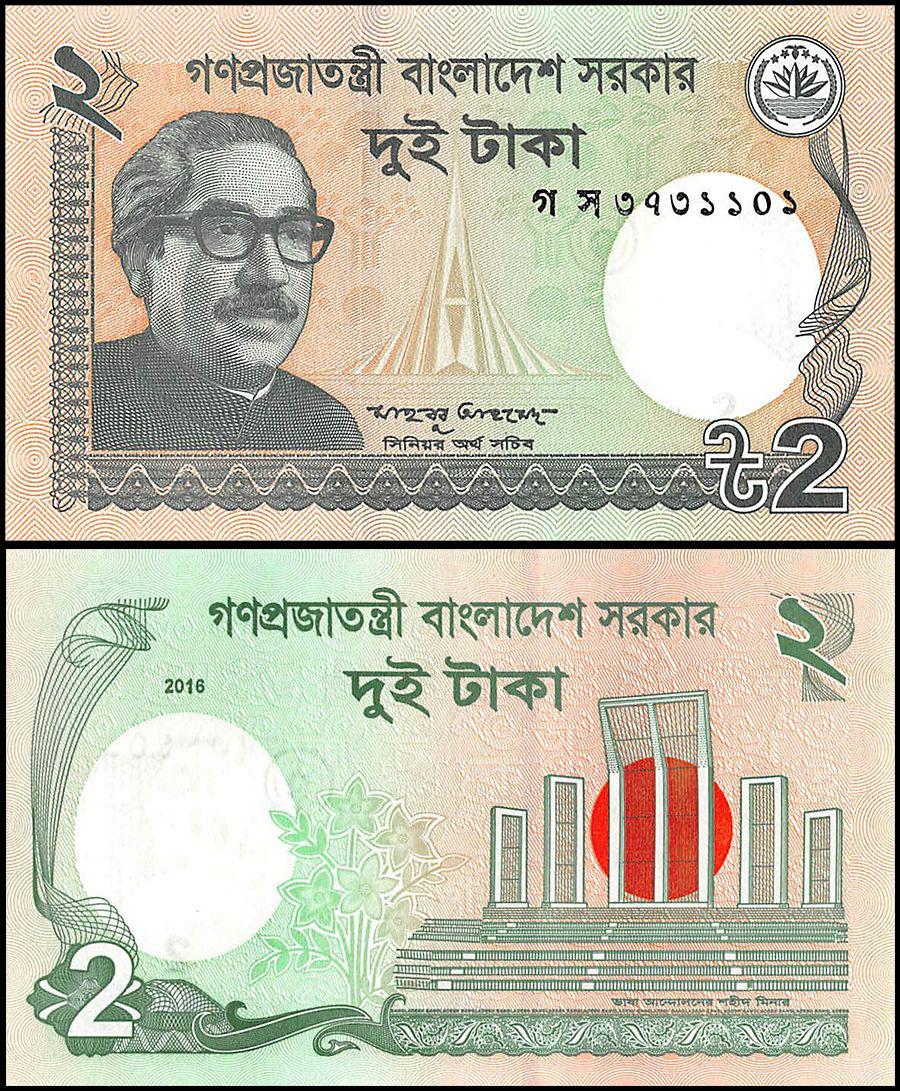 ২
গণপ্রজাতন্ত্রী বাংলাদেশ সরকার
দুই টাকা
গ স ৩৭৩১১০১
মাহবুব আহমেদ
সিনিয়র অর্থ সচিব
৳2
গণপ্রজাতন্ত্রী বাংলাদেশ সরকার
২
2016
দুই টাকা
ভাষা আন্দোলনের শহীদ মিনার
2